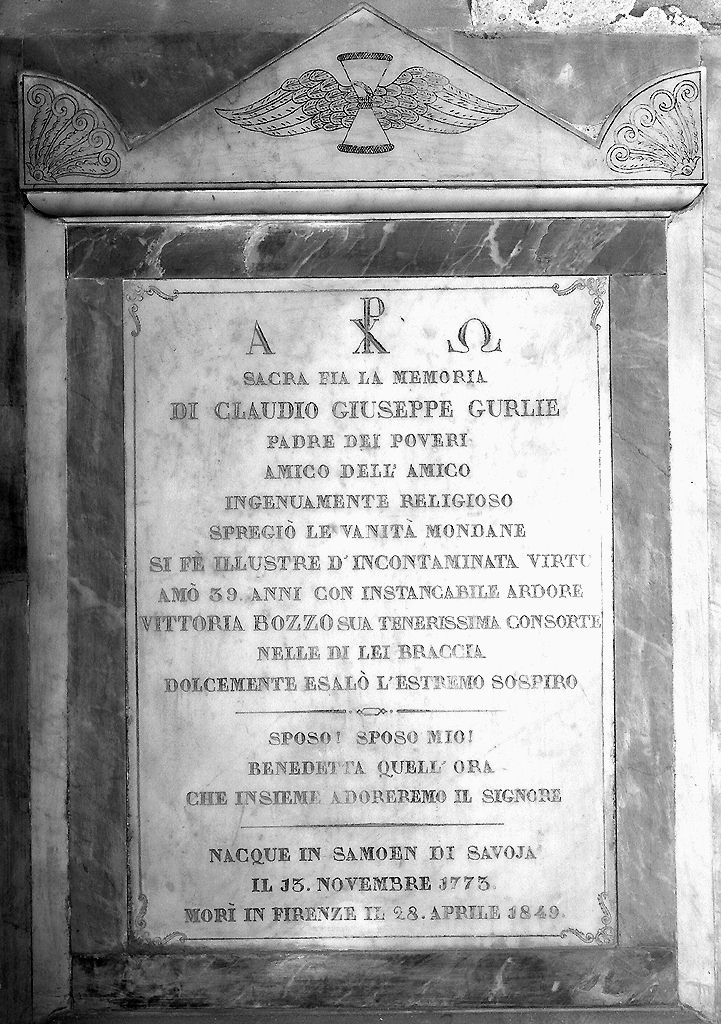 Α ☧ Ω
SACRA FIA LA MEMORIA
DI CLAUDIO GIUSEPPE GURLIE
PADRE DEI POVERI
AMICO DELL' AMICO
INGENUAMENTE RELIGIOSO
SPREGIÒ LE VANITÀ MONDANE
SI FÈ ILLUSTRE D'INCONTAMINATA VIRTU
AMÒ 39. ANNI CON INSTANCABILE ARDORE
VITTORIA BOZZO SUA TENERISSIMA CONSORTE
NELLE DI LEI BRACCIA
DOLCEMENTE ESALÒ L'ESTREMO SOSPIRO
SPOSO! SPOSO MIO!
BENEDETTA QUELL' ORA
CHE INSIEME ADOREREMO IL SIGNORE
NACQUE IN SAMOEN DI SAVOJA
IL 13. NOVEMBRE 1773.
MORÌ IN FIRENZE IL 28. APRILE 1849.